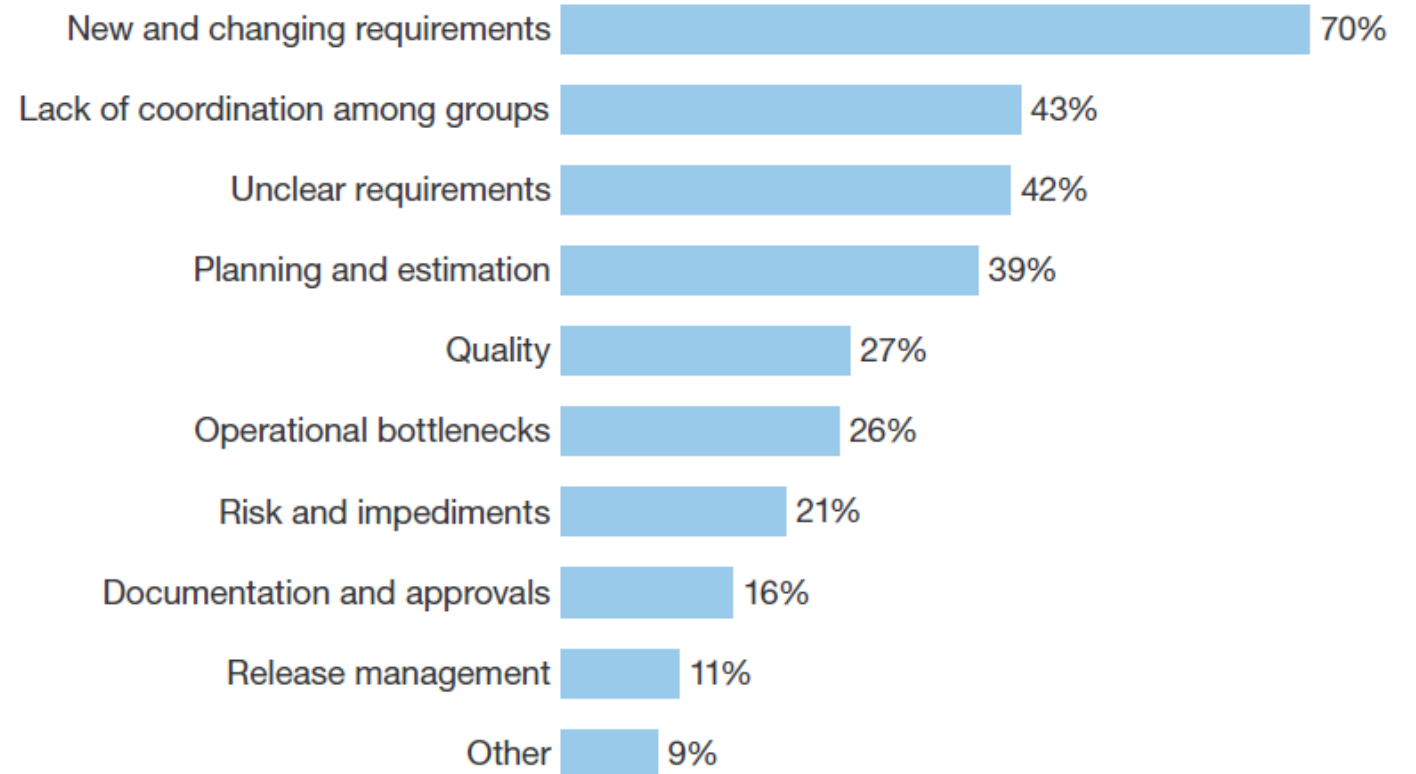 New and changing requirements 70%
Lack of coordination among groups 43%
Unclear requirements 42%
Planning and estimation 39%
Quality 27%
Operational bottlenecks 26%
Risk and impediments 21%
Documentation and approvals 16%
Release management 11%
Other 9%